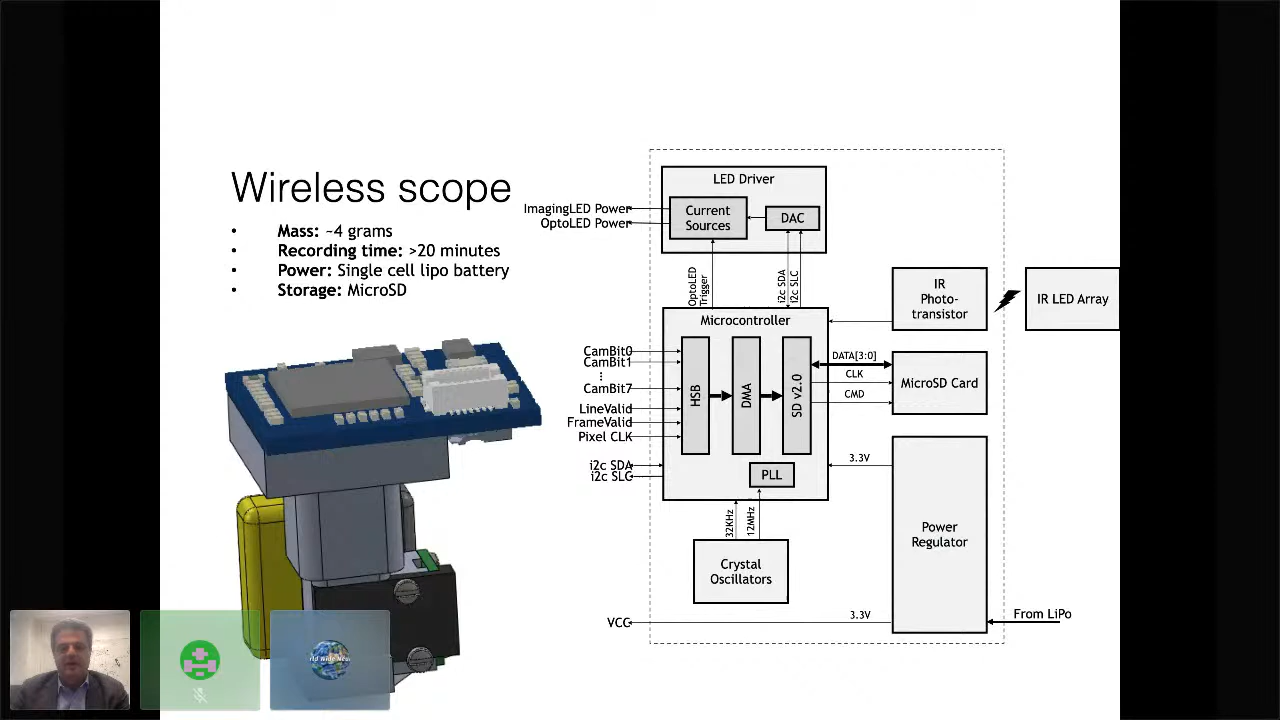 Wireless scope
• Mass: ~4 grams
• Recording time: >20 minutes
• Power: Single cell lipo battery
• Storage: MicroSD
LED Driver
Current
Sources
DAC
ImagingLED Power
OptoLED Power
OptoLED
Trigger
i2c SDA
i2c SLC
Microcontroller
HSB
DMA
SD v2.0
PLL
CamBit0
CamBit1
⋮
CamBit7
LineValid
FrameValid
Pixel CLK
i2c SDA
i2c SLC
32KHz
12MHz
Crystal
Oscillators
IR
Photo-
transistor
IR LED Array
DATA[3:0]
CLK
CMD
MicroSD Card
3.3V
Power
Regulator
3.3V
VCC
From LiPo